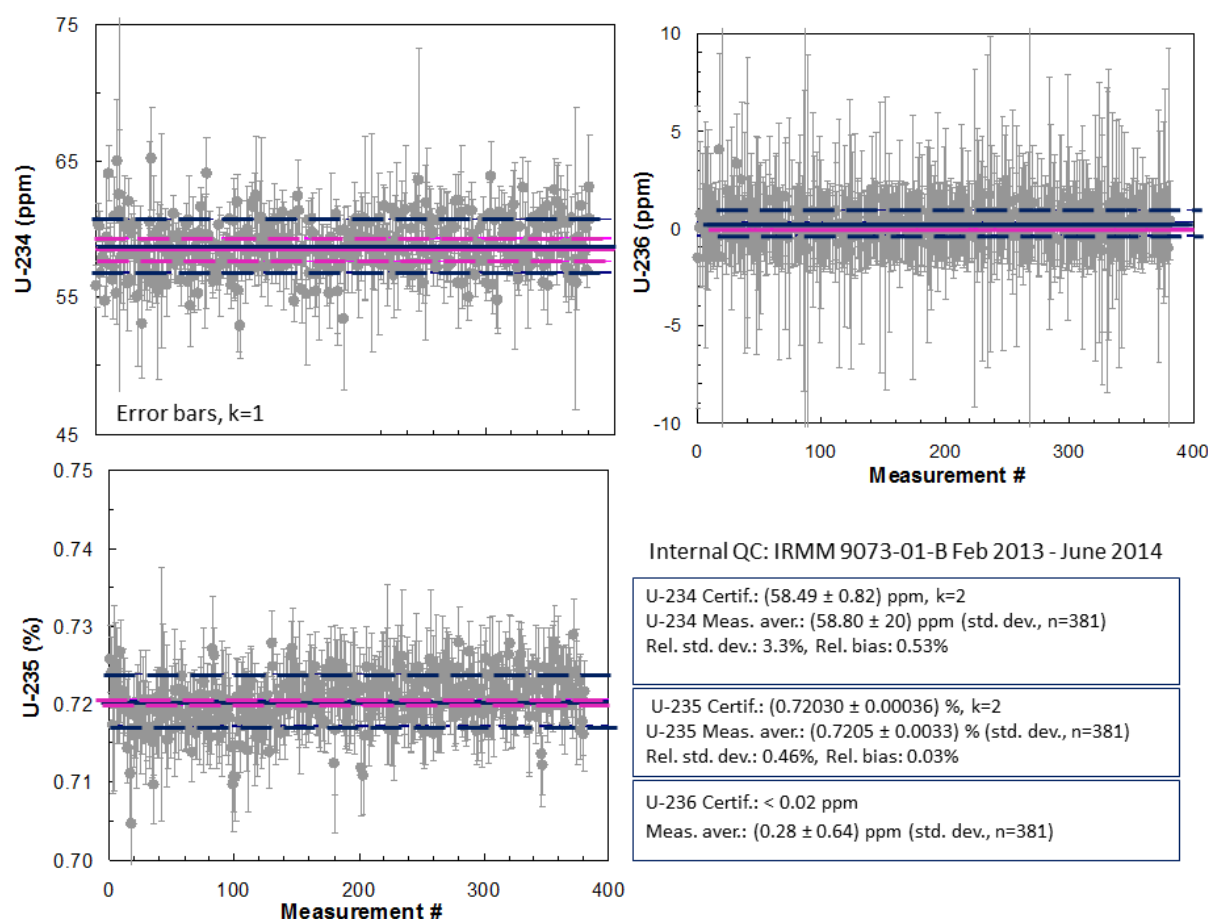 75
65
55
45
U-234 (ppm)
Error bars, k=1
10
5
0
-5
-10
U-236 (ppm)
0 100 200 300 400
Measurement #
0.75
0.74
0.73
0.72
0.71
0.70
U-235 (%)
0 100 200 300 400
Measurement #
Internal QC: IRMM 9073-01-B Feb 2013 - June 2014
U-234 Certif.: (58.49 ± 0.82) ppm, k=2
U-234 Meas. aver.: (58.80 ± 20) ppm (std. dev., n=381)
Rel. std. dev.: 3.3%, Rel. bias: 0.53%
U-235 Certif.: (0.72030 ± 0.00036) %, k=2
U-235 Meas. aver.: (0.7205 ± 0.0033) % (std. dev., n=381)
Rel. std. dev.: 0.46%, Rel. bias: 0.03%
U-236 Certif.: < 0.02 ppm
Meas. aver.: (0.28 ± 0.64) ppm (std. dev., n=381)